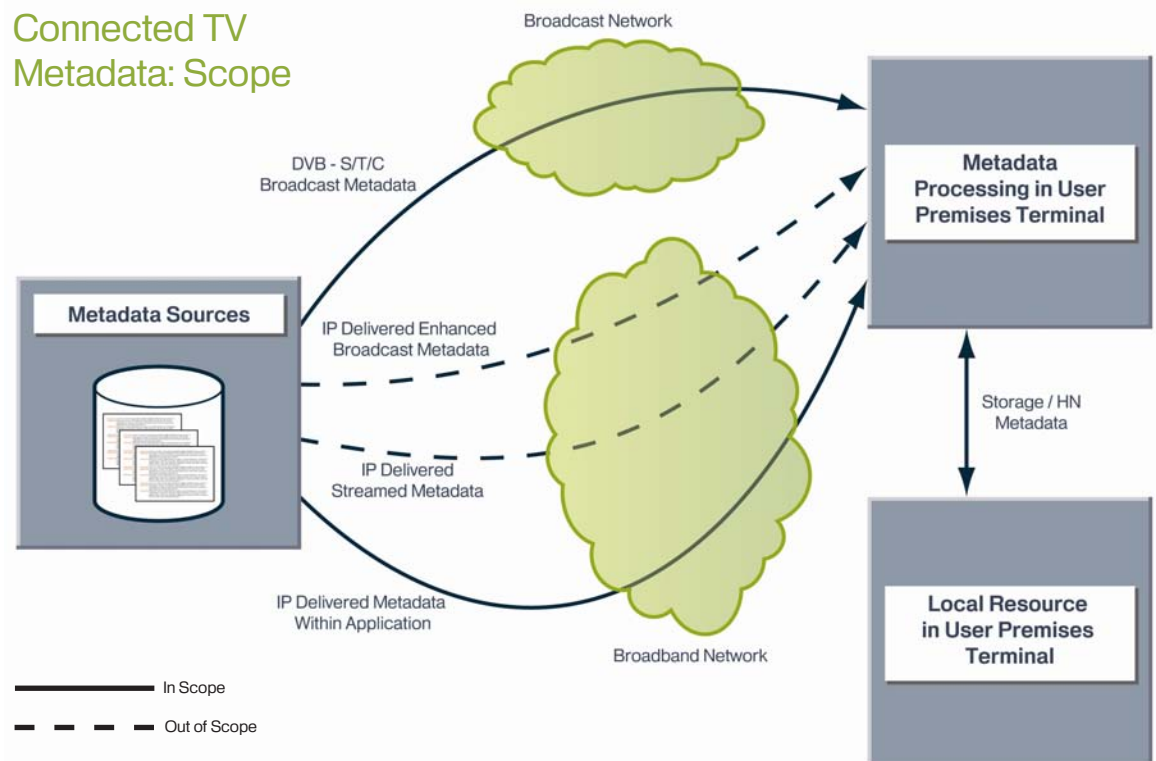 Connected TV
Metadata: Scope
Broadcast Network
DVB - S/T/C
Broadcast Metadata
Metadata
Processing in User
Premises Terminal
Metadata Sources
IP Delivered Enhanced
Broadcast Metadata
IP Delivered
Streamed Metadata
Storage / HN
Metadata
IP Delivered Metadata
Within Application
Broadband Network
Local Resource
in User Premises
Terminal
In Scope
Out of Scope